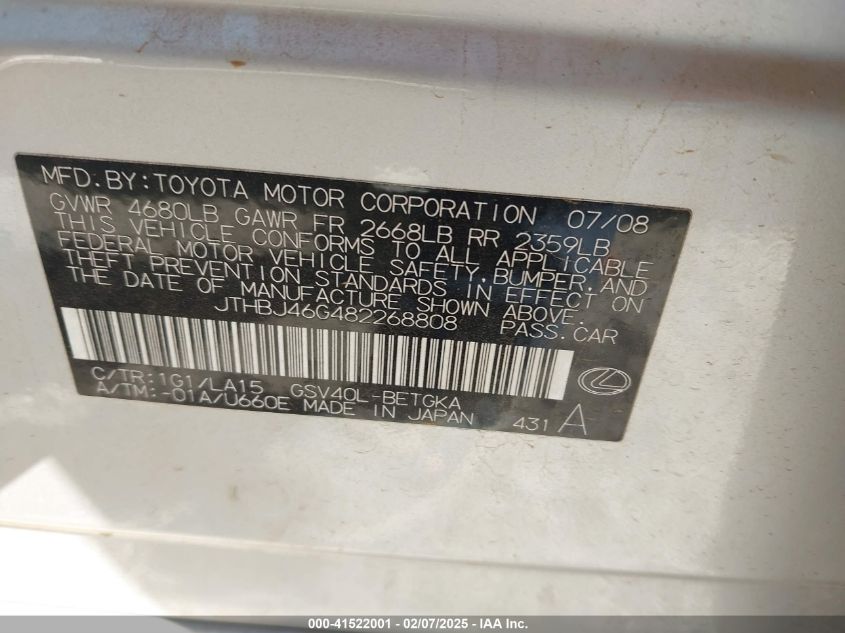 MFD.BY:TOYOTA MOTOR CORPORATION 07/08
GVWR 4680LB GAWR FR 2668LB RR 2359LB
THIS VEHICLE CONFORMS TO ALL APPLICABLE
FEDERAL MOTOR VEHICLE SAFETY,BUMPER,AND
THEFT PREVENTION STANDARDS IN EFFECT ON
THE DATE OF MANUFACTURE SHOWN ABOVE.
JTHBJ46G482268808 PASS.CAR
C/TR:1G1/LA15 GSV40L-BETGKA
A/TM:-01A/U660E MADE IN JAPAN 431 A
000-41522001 - 02/07/2025 - IAA Inc.